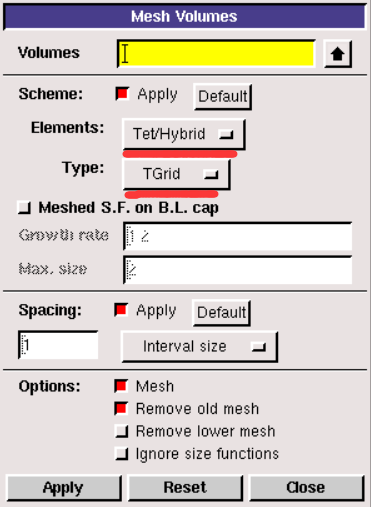 Mesh Volumes
Volumes
Scheme: Apply Default
Elements: Tet/Hybrid
Type: TGrid
Meshed S.F. on B.L. cap
Growth rate 1.2
Max. size 2
Spacing: Apply Default
1 Interval size
Options: Mesh
Remove old mesh
Remove lower mesh
Ignore size functions
Apply Reset Close